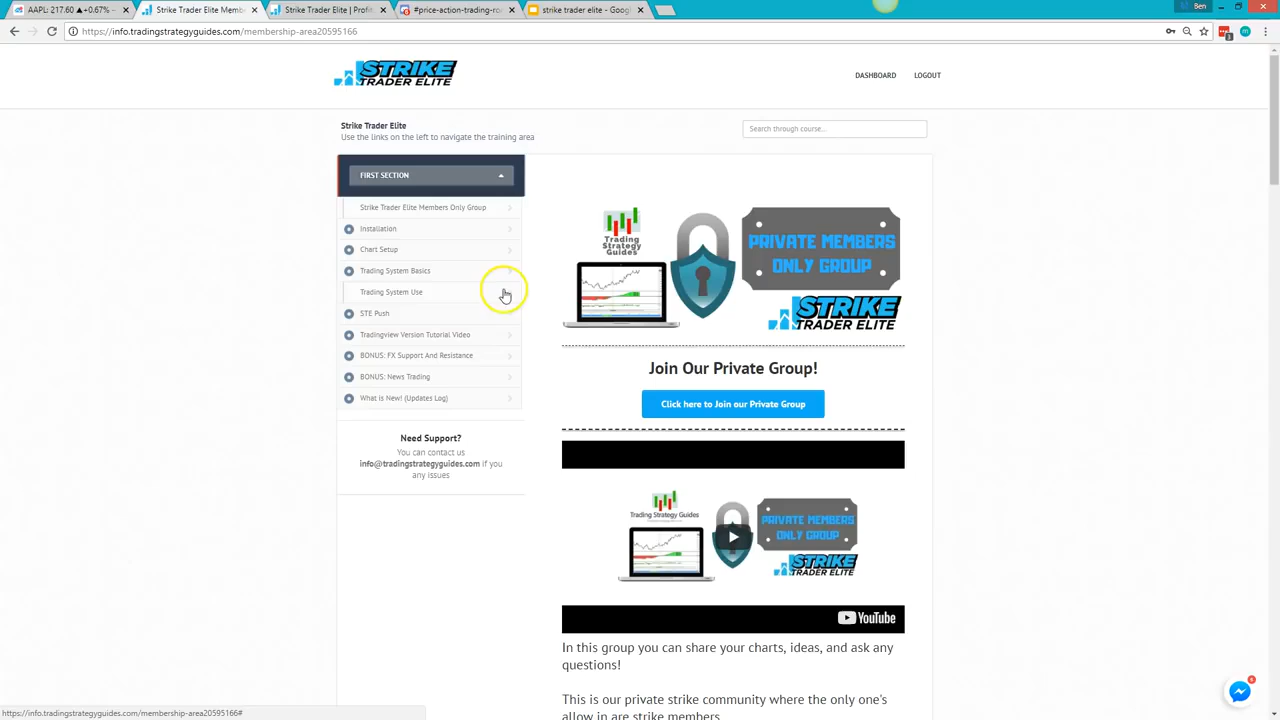 AAPL: 217.60 ▲+0.67%
Strike Trader Elite Mem
Strike Trader Elite | Prof
#price-action-trading-ro
strike trader elite - Goog
Sen
https://info.tradingstrategyguides.com/membership-area20595166
STRIKE
TRADER ELITE
DASHBOARD
LOGOUT
Strike Trader Elite
Use the links on the left to navigate the training area
Search through course...
FIRST SECTION
Strike Trader Elite Members Only Group
Installation
Chart Setup
Trading System Basics
Trading System Use
STE Push
Tradingview Version Tutorial Video
BONUS: FX Support And Resistance
BONUS: News Trading
What Is New! (Updates Log)
Need Support?
You can contact us
info@tradingstrategyguides.com if you
any issues
Trading
Strategy
Guides
PRIVATE MEMBERS
ONLY GROUP
STRIKE
TRADER ELITE
Join Our Private Group!
Click here to Join our Private Group
Trading Strategy Guides
PRIVATE MEMBERS
ONLY GROUP
STRIKE
TRADER ELITE
YouTube
In this group you can share your charts, ideas, and ask any
questions!
This is our private strike community where the only one's
allow in are strike members
https://info.tradingstrategyguides.com/membership-area20595166#